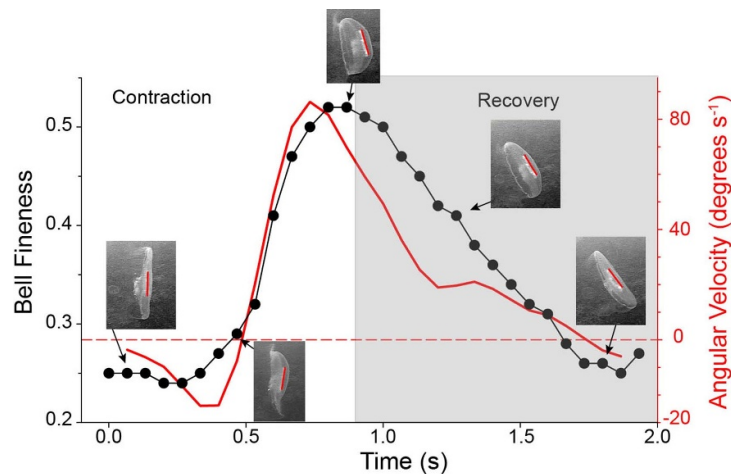 Contraction
Recovery
Bell Fineness
0.5
0.4
0.3
0.2
80
40
0
-20
Angular Velocity (degrees s⁻¹)
0.0
0.5
1.0
1.5
2.0
Time (s)